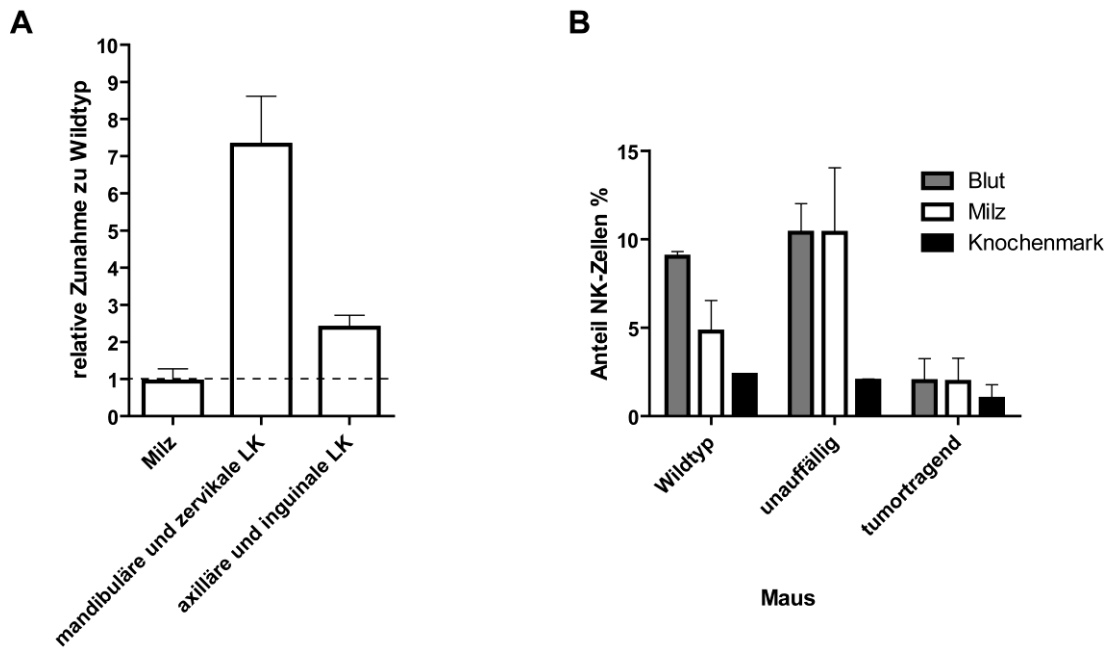 A
relative Zunahme zu Wildtyp
10
9
8
7
6
5
4
3
2
1
0
Milz
mandibuläre und zervikale LK
axilläre und inguinale LK
B
Anteil NK-Zellen %
15
10
5
0
Blut
Milz
Knochenmark
Wildtyp
unauffällig
tumortragend
Maus